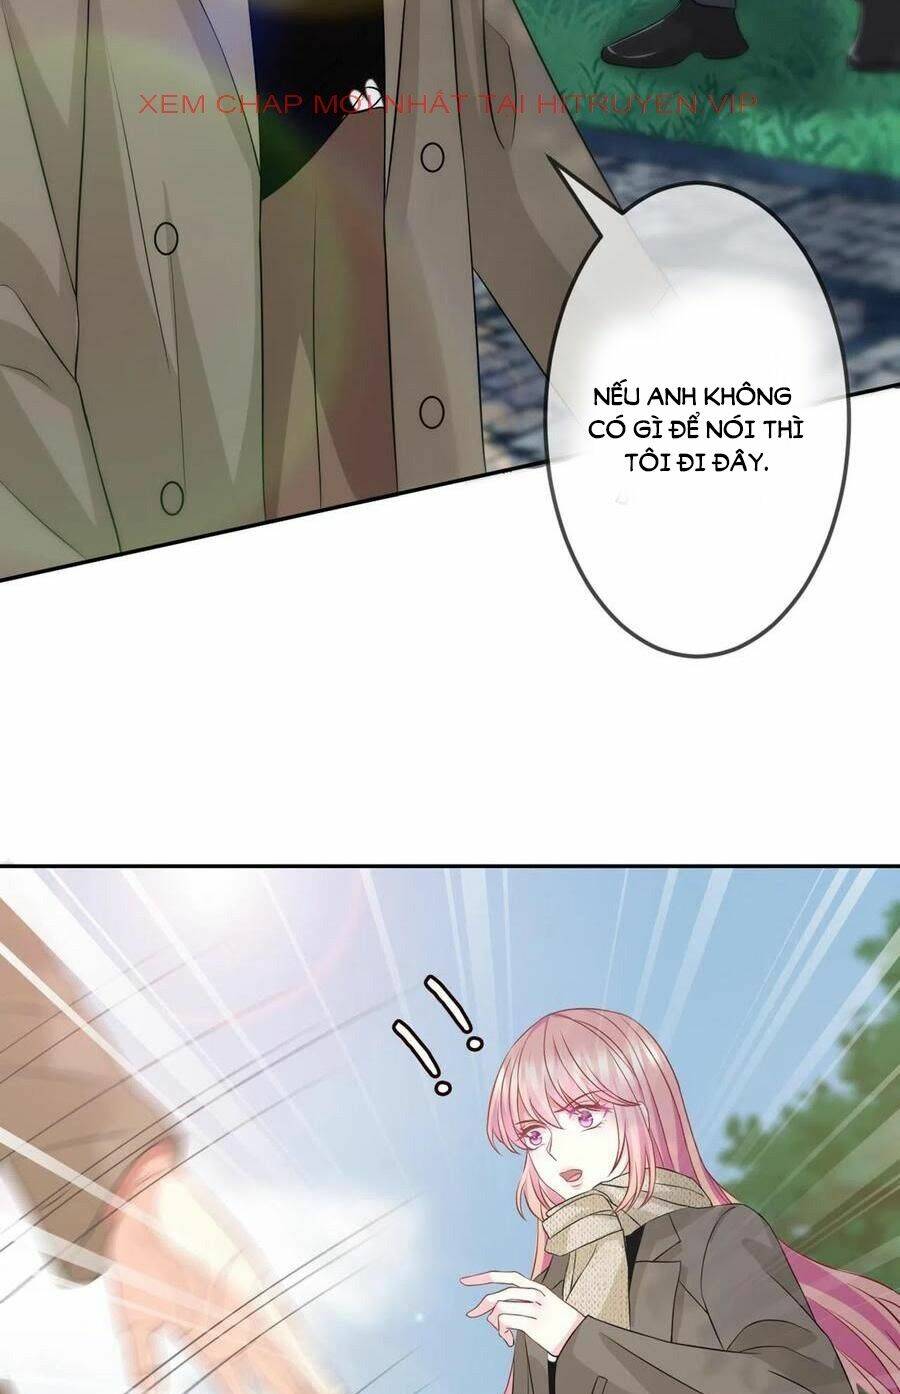 XEM CHAP MỚI NHẤT TẠI HITRUYEN.VIP
NẾU ANH KHÔNG
CÓ GÌ ĐỂ NÓI THÌ
TÔI ĐI ĐÂY.
!!